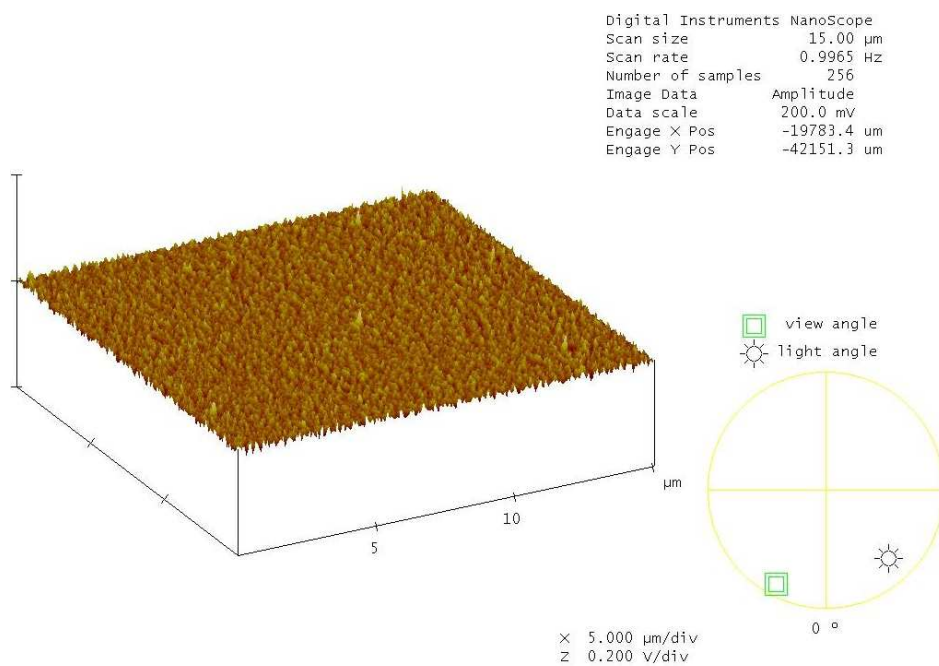 Digital Instruments NanoScope
Scan size 15.00 µm
Scan rate 0.9965 Hz
Number of samples 256
Image Data Amplitude
Data scale 200.0 mV
Engage X Pos -19783.4 um
Engage Y Pos -42151.3 um
view angle
light angle
µm
10
5
0 º
X 5.000 µm/div
Z 0.200 V/div